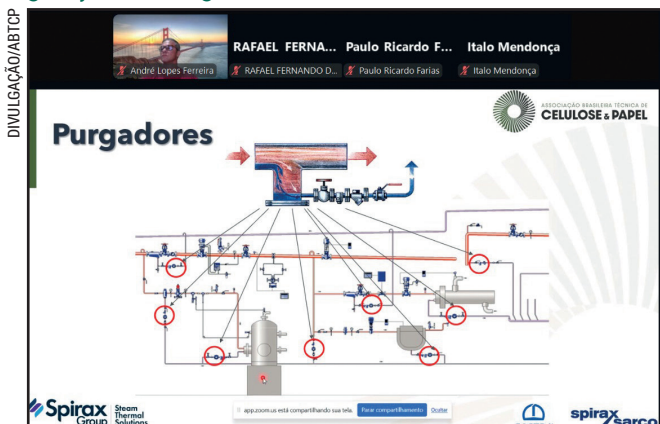 DIVULGAÇÃO/ABTCP
RAFAEL FERNA...
Paulo Ricardo F...
Italo Mendonça
André Lopes Ferreira
RAFAEL FERNANDO D...
Paulo Ricardo Farias
Italo Mendonça
ASSOCIAÇÃO BRASILEIRA TÉCNICA DE
CELULOSE & PAPEL
Purgadores
Spirax
Group
Steam
Thermal
Solutions
app.zoom.us está compartilhando sua tela.
Parar compartilhamento
Ocultar
spirax
sarco